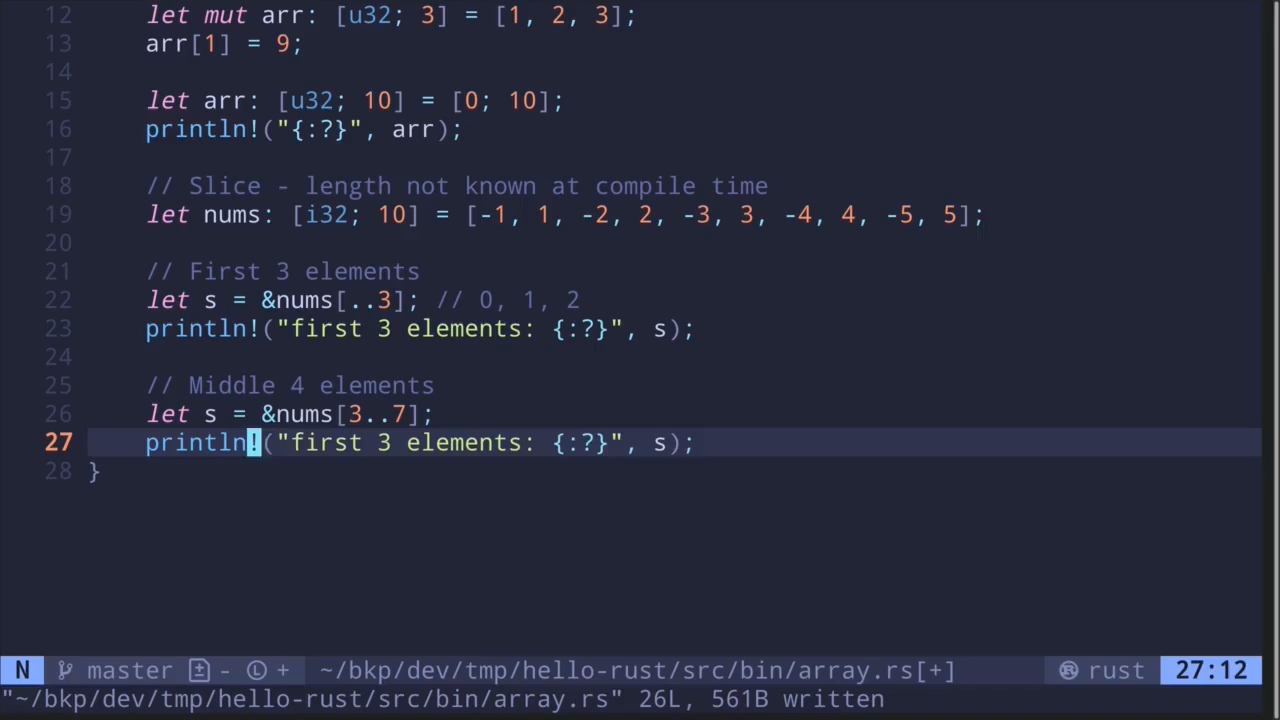 12 let mut arr: [u32; 3] = [1, 2, 3];
13 arr[1] = 9;
14
15 let arr: [u32; 10] = [0; 10];
16 println!("{:?}", arr);
17
18 // Slice - length not known at compile time
19 let nums: [i32; 10] = [-1, 1, -2, 2, -3, 3, -4, 4, -5, 5];
20
21 // First 3 elements
22 let s = &nums[..3]; // 0, 1, 2
23 println!("first 3 elements: {:?}", s);
24
25 // Middle 4 elements
26 let s = &nums[3..7];
27 println!("first 3 elements: {:?}", s);
28 }
N master - L + ~/bkp/dev/tmp/hello-rust/src/bin/array.rs[+] rust 27:12
"~/bkp/dev/tmp/hello-rust/src/bin/array.rs" 26L, 561B written